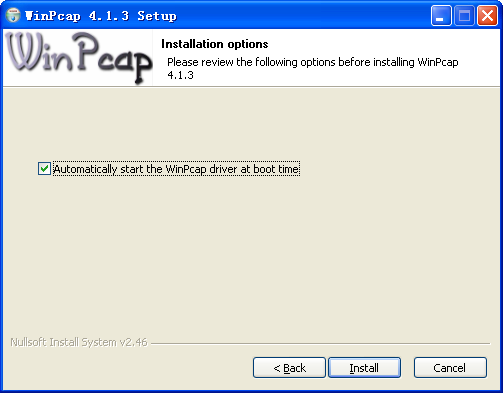 WinPcap 4.1.3 Setup
WinPcap
Installation options
Please review the following options before installing WinPcap
4.1.3
Automatically start the WinPcap driver at boot time
Nullsoft Install System v2.46
< Back
Install
Cancel